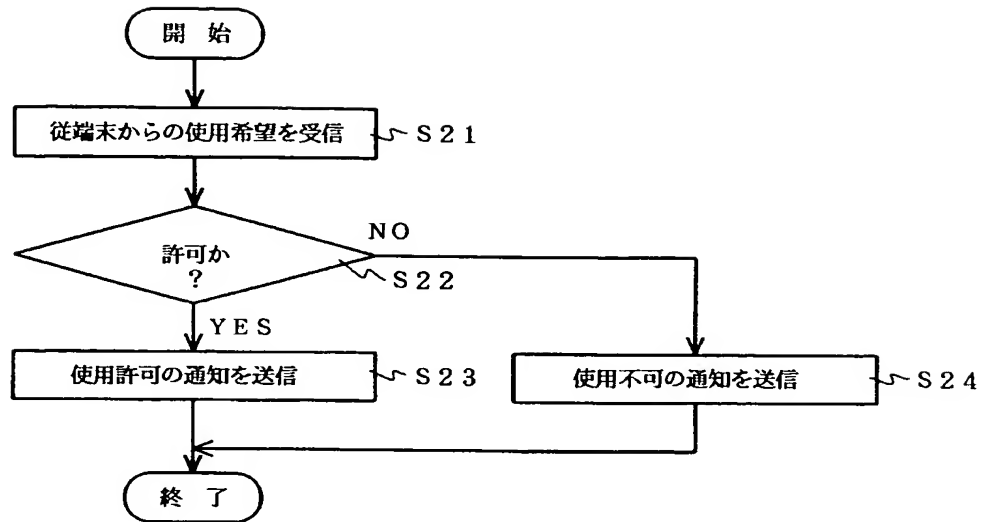 開 始
従端末からの使用希望を受信
S21
許可か
?
NO
S22
YES
使用許可の通知を送信
S23
使用不可の通知を送信
S24
終 了